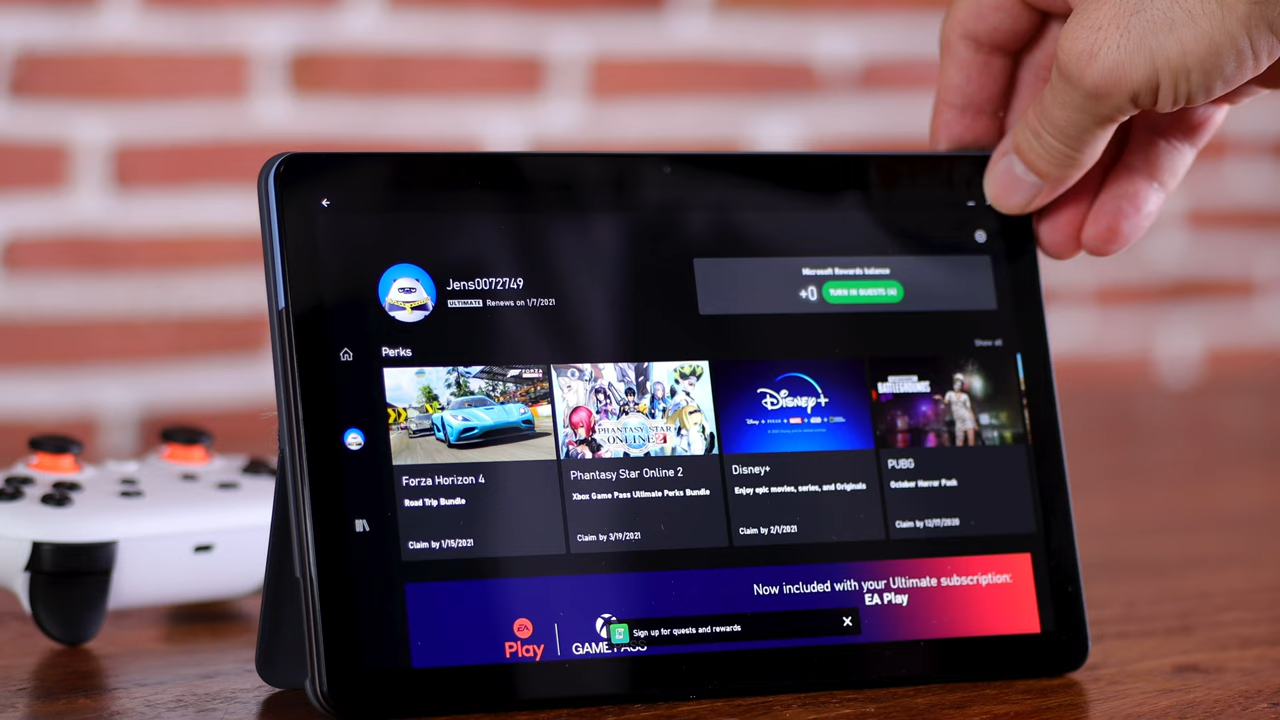 Jens0072749
ULTIMATE Renews on 1/7/2021
Microsoft Rewards balance
+0 TURN IN QUESTS (4)
Perks
Show all
FORZA
PHANTASY STAR
ONLINE 2
Disney+
BATTLEGROUNDS
Forza Horizon 4
Road Trip Bundle
Claim by 1/15/2021
Phantasy Star Online 2
Xbox Game Pass Ultimate Perks Bundle
Claim by 3/19/2021
Disney+
Enjoy epic movies, series, and Originals
Claim by 2/1/2021
PUBG
October Horror Pack
Claim by 12/17/2020
Now included with your Ultimate subscription:
EA Play
EA
Play
GAME PASS
Sign up for quests and rewards